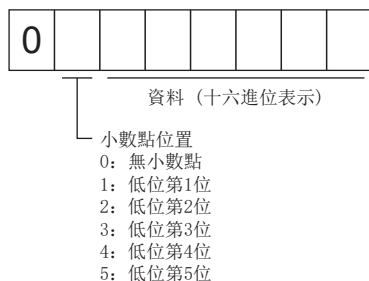 0
資料 (十六進位表示)
小數點位置
0: 無小數點
1: 低位第1位
2: 低位第2位
3: 低位第3位
4: 低位第4位
5: 低位第5位